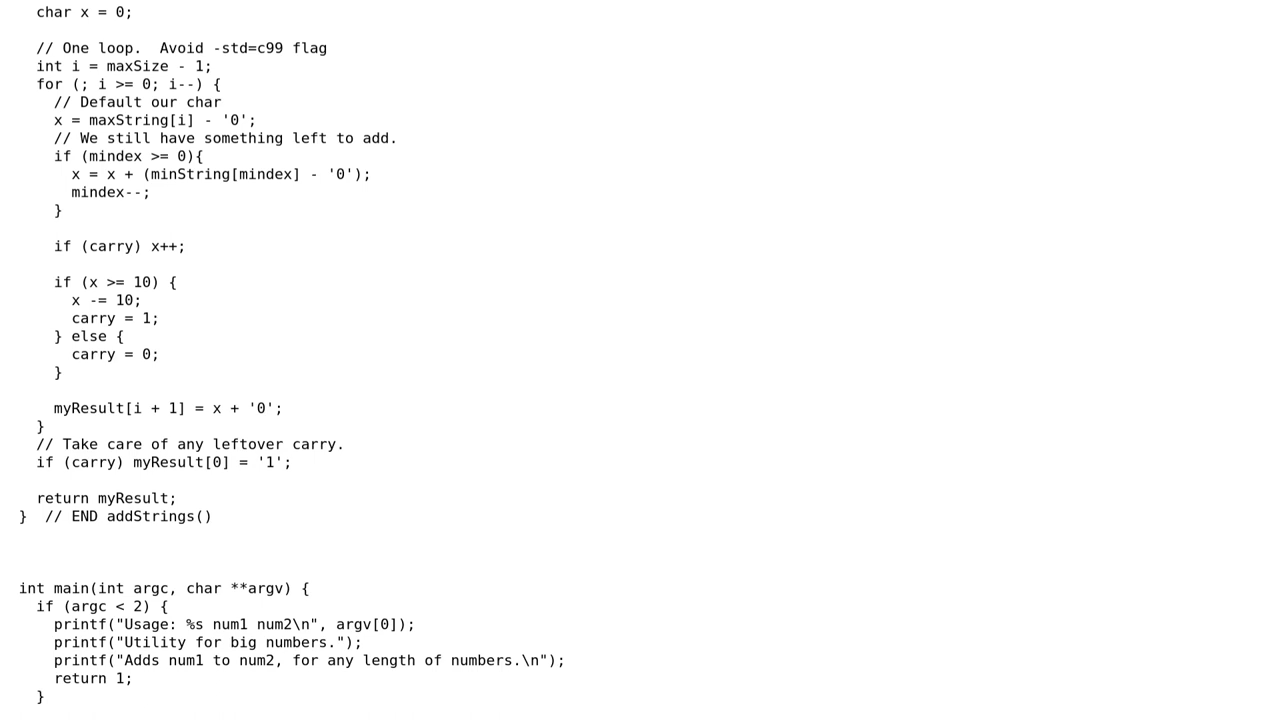 char x = 0;
// One loop.  Avoid -std=c99 flag
int i = maxSize - 1;
for (; i >= 0; i--) {
// Default our char
x = maxString[i] - '0';
// We still have something left to add.
if (mindex >= 0){
x = x + (minString[mindex] - '0');
mindex--;
}
if (carry) x++;
if (x >= 10) {
x -= 10;
carry = 1;
} else {
carry = 0;
}
myResult[i + 1] = x + '0';
}
// Take care of any leftover carry.
if (carry) myResult[0] = '1';
return myResult;
}  // END addStrings()
int main(int argc, char **argv) {
if (argc < 2) {
printf("Usage: %s num1 num2\n", argv[0]);
printf("Utility for big numbers.");
printf("Adds num1 to num2, for any length of numbers.\n");
return 1;
}